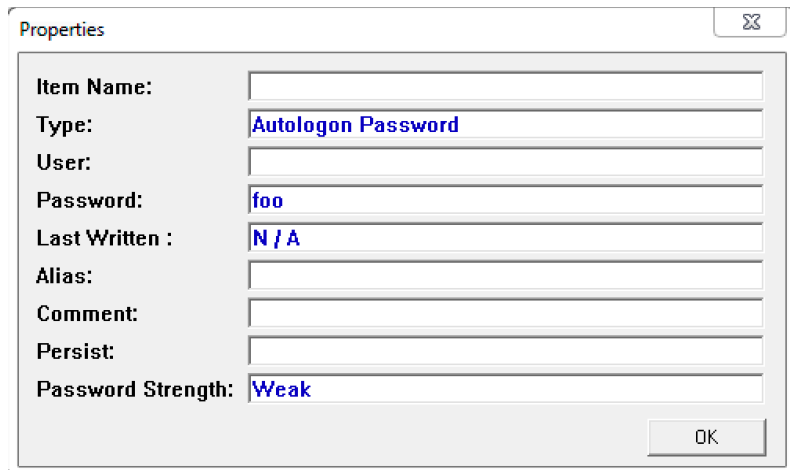 Properties
Item Name:
Type: Autologon Password
User:
Password: foo
Last Written : N / A
Alias:
Comment:
Persist:
Password Strength: Weak
OK